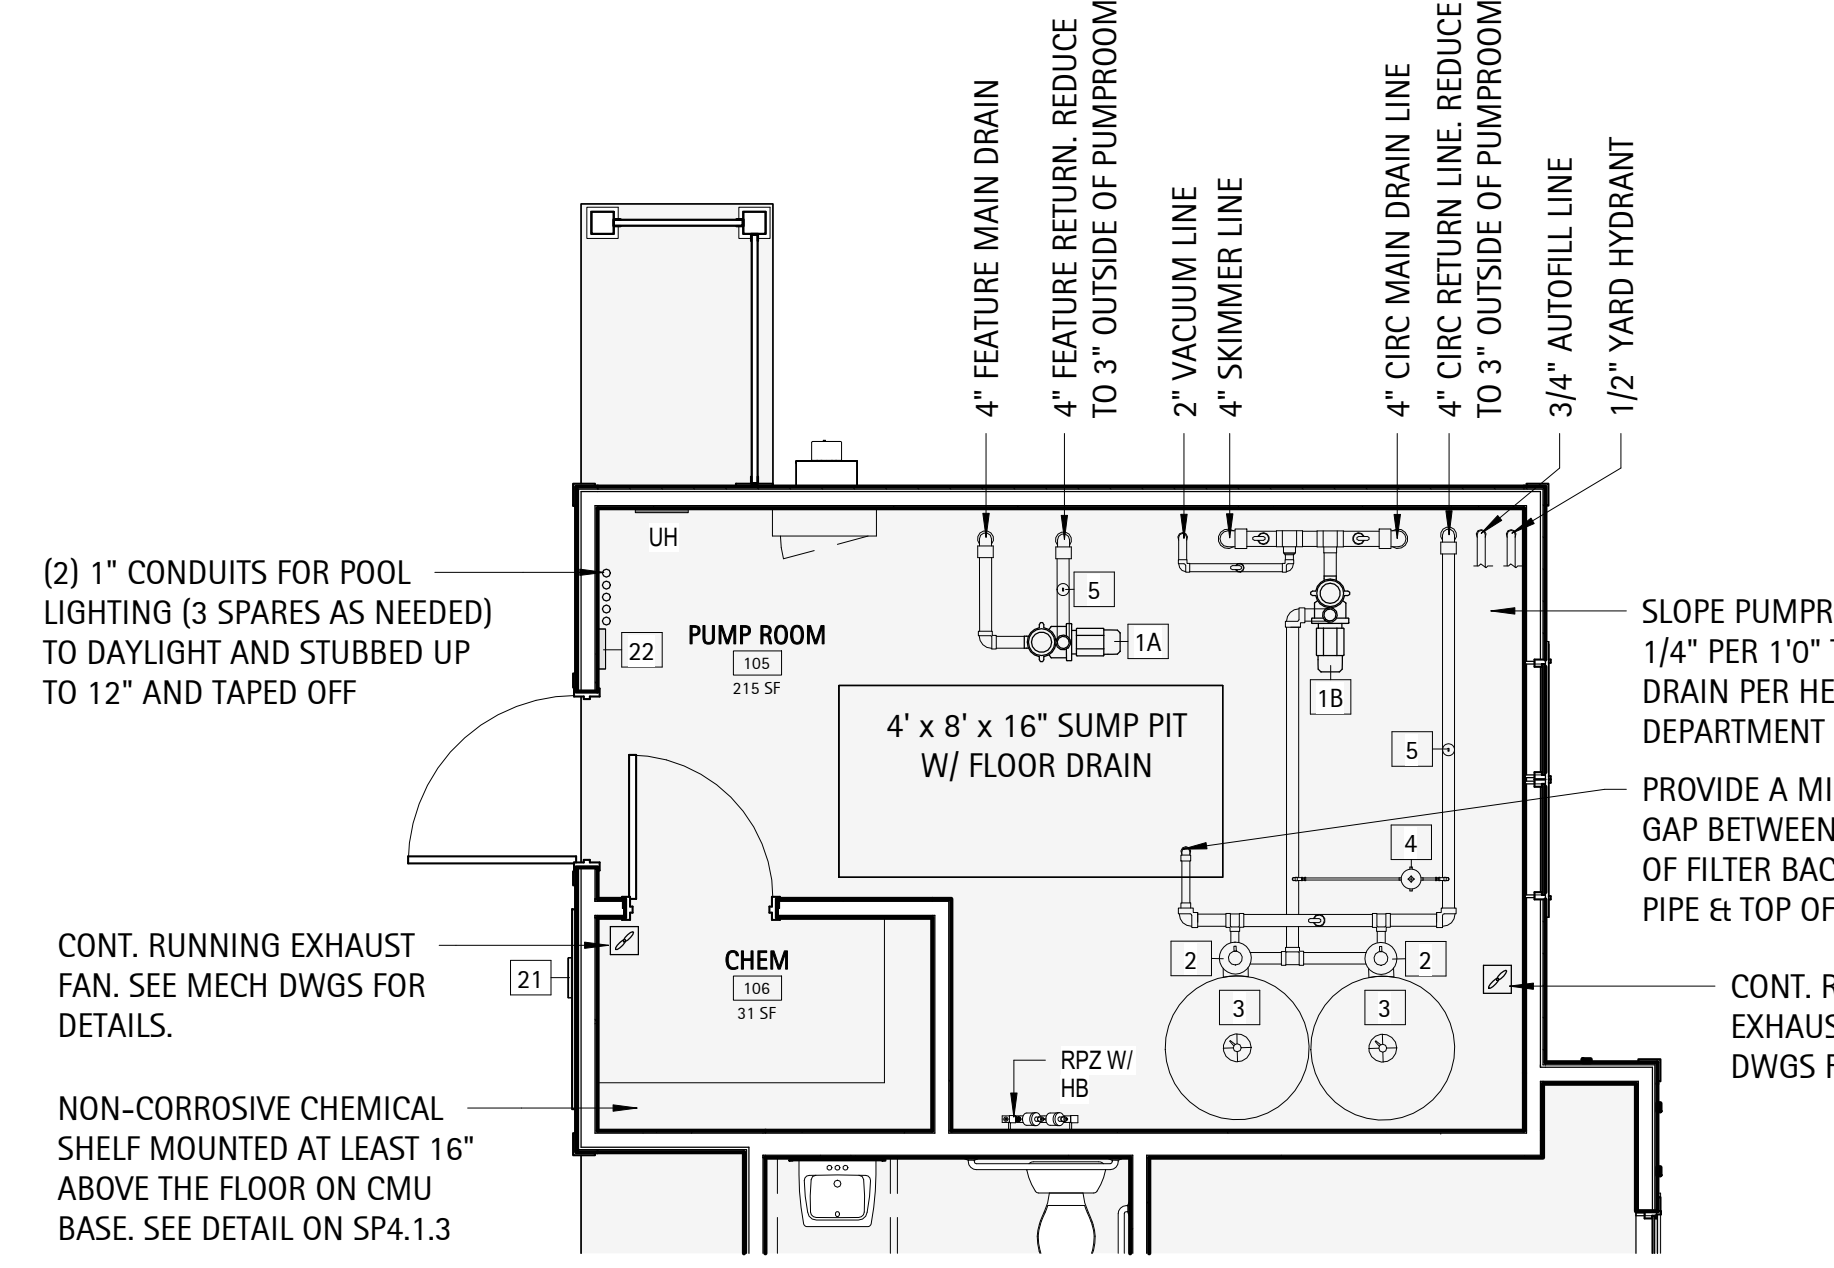 4" FEATURE MAIN DRAIN
4" FEATURE RETURN. REDUCE
TO 3" OUTSIDE OF PUMPROOM
2" VACUUM LINE
4" SKIMMER LINE
4" CIRC MAIN DRAIN LINE
4" CIRC RETURN LINE. REDUCE
TO 3" OUTSIDE OF PUMPROOM
3/4" AUTOFILL LINE
1/2" YARD HYDRANT
(2) 1" CONDUITS FOR POOL
LIGHTING (3 SPARES AS NEEDED)
TO DAYLIGHT AND STUBBED UP
TO 12" AND TAPED OFF
UH
22
PUMP ROOM
105
215 SF
5
1A
1B
4' x 8' x 16" SUMP PIT
W/ FLOOR DRAIN
5
4
SLOPE PUMPR
1/4" PER 1'0" T
DRAIN PER HE
DEPARTMENT
PROVIDE A MI
GAP BETWEEN
OF FILTER BAC
PIPE & TOP OF
CONT. RUNNING EXHAUST
FAN. SEE MECH DWGS FOR
DETAILS.
21
CHEM
106
31 SF
2
2
3
3
CONT. R
EXHAUS
DWGS F
RPZ W/
HB
NON-CORROSIVE CHEMICAL
SHELF MOUNTED AT LEAST 16"
ABOVE THE FLOOR ON CMU
BASE. SEE DETAIL ON SP4.1.3